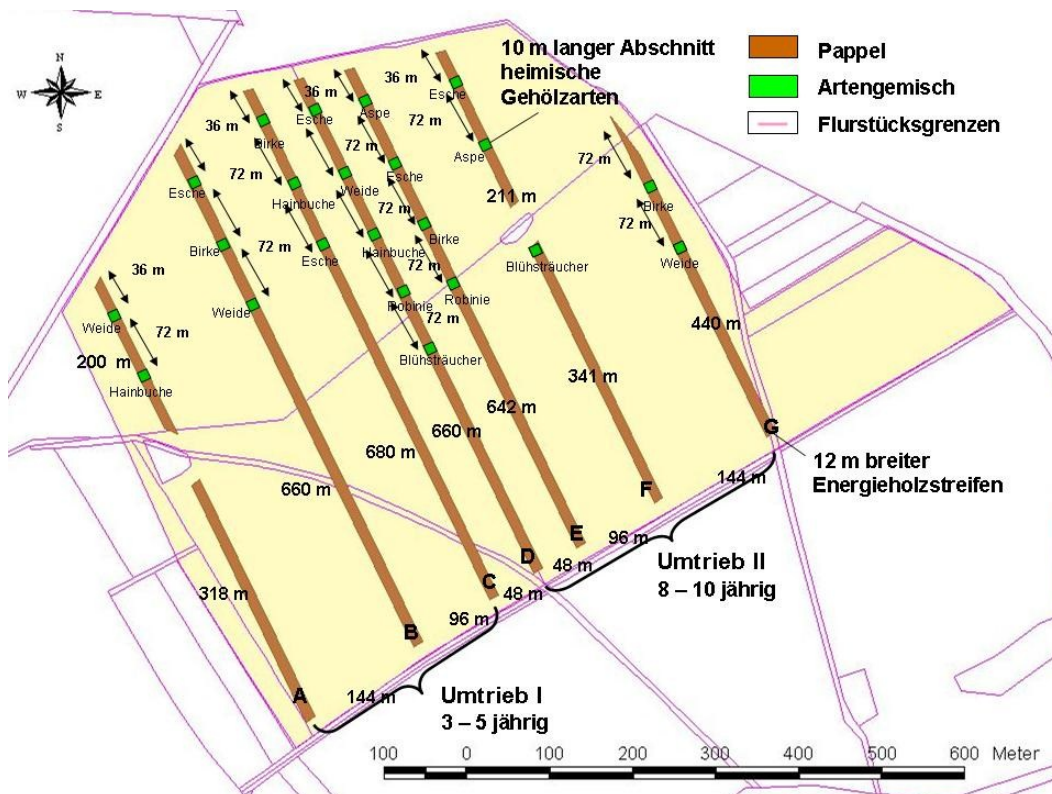 N
W E
S
10 m langer Abschnitt
heimische
Gehölzarten
Pappel
Artengemisch
Flurstücksgrenzen
36 m
Esche
72 m
Aspe
211 m
36 m
Esche
72 m
Weide
72 m
Hainbuche
Robinie
72 m
Blühsträucher
Aspe
Esche
72 m
Birke
72 m
Robinie
36 m
Birke
72 m
Hainbuche
72 m
Esche
Esche
Birke
Weide
36 m
Weide
72 m
200 m
Hainbuche
72 m
Birke
72 m
Weide
440 m
Blühsträucher
341 m
642 m
660 m
680 m
660 m
318 m
G
12 m breiter
Energieholzstreifen
F
144 m
E
96 m
D
48 m
Umtrieb II
8 – 10 jährig
C
48 m
B
96 m
A
144 m
Umtrieb I
3 – 5 jährig
100 0 100 200 300 400 500 600 Meter